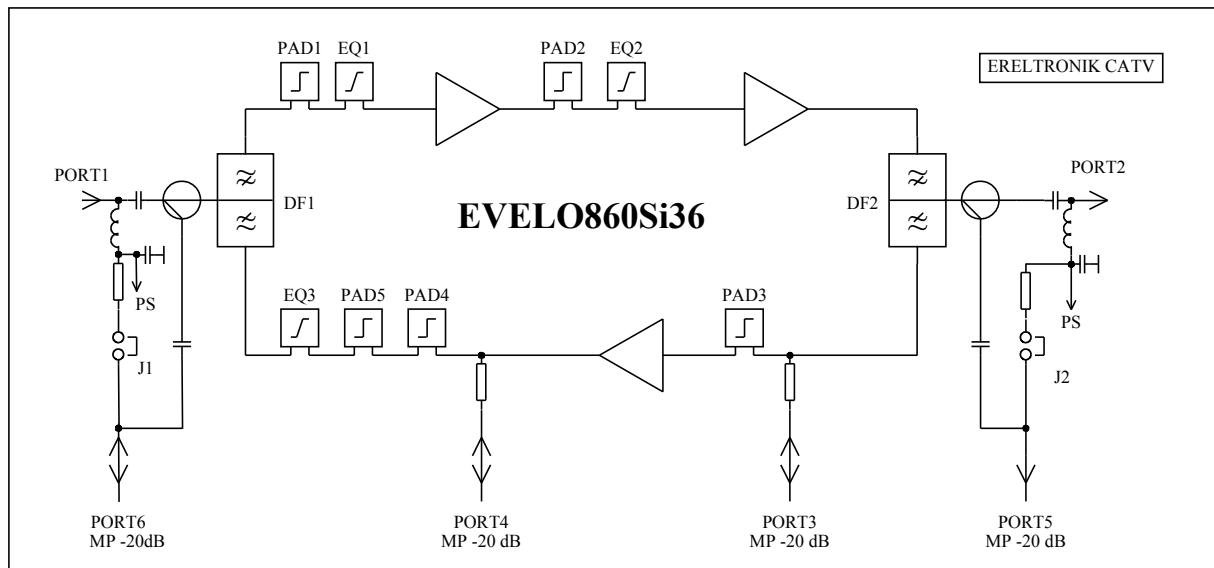 PAD1 EQ1 PAD2 EQ2
ERELTRONIK CATV
PORT1 PORT2
DF1 EVELO860Si36 DF2
PS PS
EQ3 PAD5 PAD4 PAD3
J1 J2
PORT6 PORT4 PORT3 PORT5
MP -20dB MP -20 dB MP -20 dB MP -20 dB